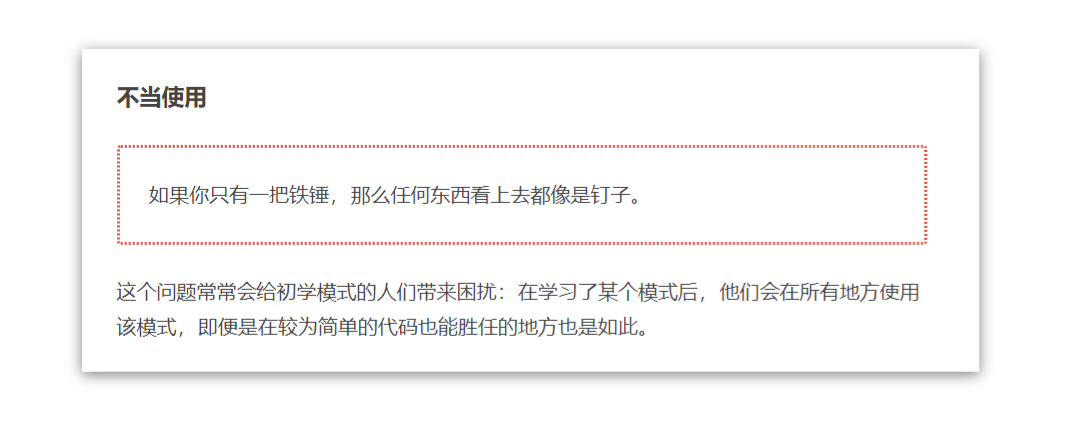 不当使用
如果你只有一把铁锤，那么任何东西看上去都像是钉子。
这个问题常常会给初学模式的人们带来困扰：在学习了某个模式后，他们会在所有地方使用
该模式，即便是在较为简单的代码也能胜任的地方也是如此。